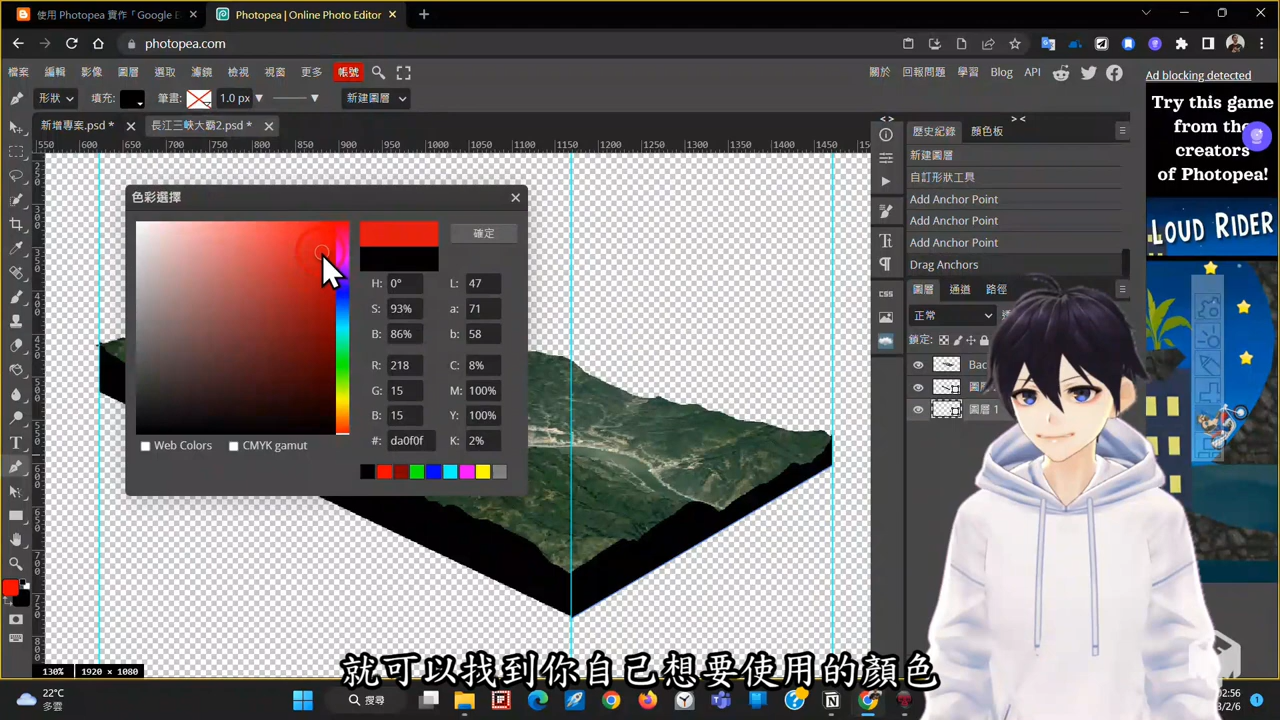 使用 Photopea 實作「Google E
Photopea | Online Photo Editor
photopea.com
檔案 編輯 影像 圖層 選取 濾鏡 檢視 視窗 更多 帳號
關於 回報問題 學習 Blog API
形狀 填充: 筆畫: 1.0 px 新建圖層
新增專案.psd *
長江三峽大霸2.psd *
550 600 650 700 750 800 850 900 950 1000 1050 1100 1150 1200 1250 1300 1350 1400 1450
色彩選擇
確定
H: 0° L: 47
S: 93% a: 71
B: 86% b: 58
R: 218 C: 8%
G: 15 M: 100%
B: 15 Y: 100%
#: da0f0f K: 2%
Web Colors CMYK gamut
歷史紀錄 顏色板
新建圖層
自訂形狀工具
Add Anchor Point
Add Anchor Point
Add Anchor Point
Drag Anchors
CSS
圖層 通道 路徑
正常
鎖定:
Bac
圖層 1
Ad blocking detected
Try this game
from the
creators
of Photopea!
LOUD RIDER
130% 1920 × 1080
就可以找到你自己想要使用的顏色
22°C
多雲
搜尋
02:56
3/2/6